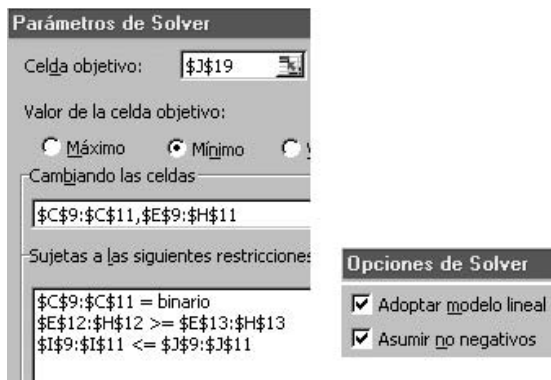 Parámetros de Solver
Celda objetivo: $J$19
Valor de la celda objetivo:
Máximo Mínimo
Cambiando las celdas
$C$9:$C$11,$E$9:$H$11
Sujetas a las siguientes restricciones
$C$9:$C$11 = binario
$E$12:$H$12 >= $E$13:$H$13
$I$9:$I$11 <= $J$9:$J$11
Opciones de Solver
Adoptar modelo lineal
Asumir no negativos